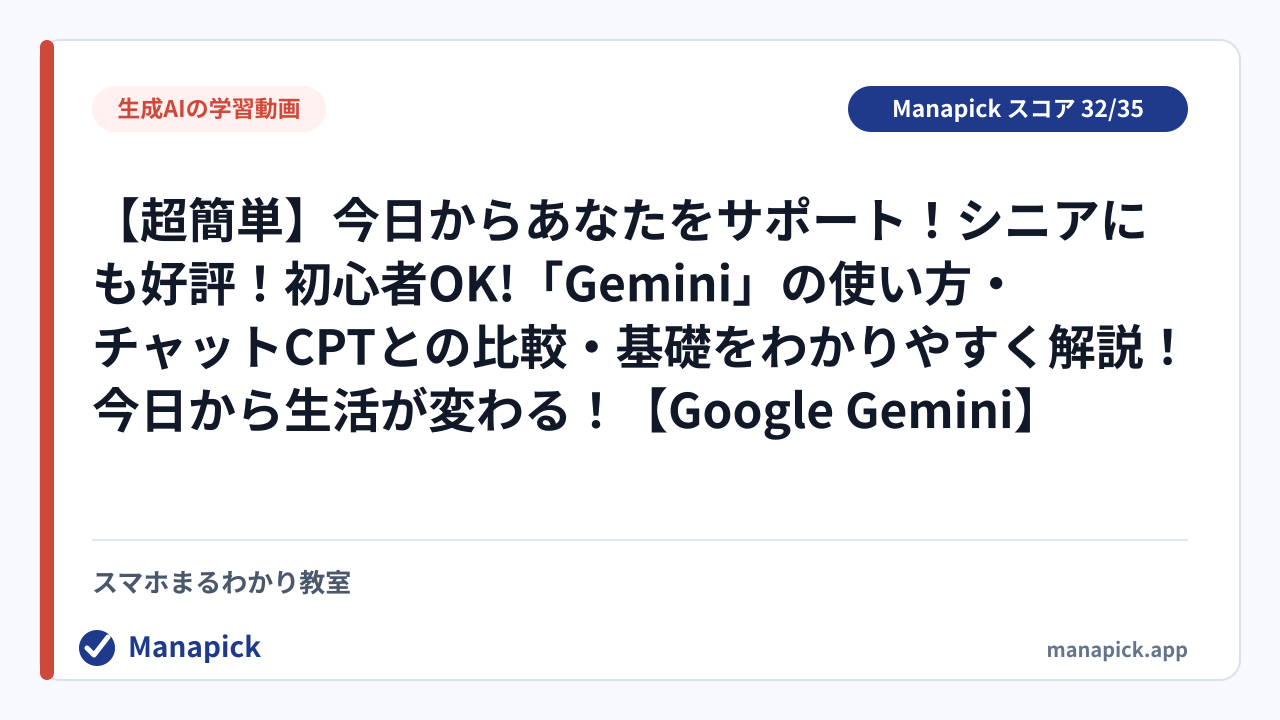 生成AIの学習動画
Manapick スコア 32/35
【超簡単】今日からあなたをサポート！シニアに
も好評！初心者OK!「Gemini」の使い方・
チャットCPTとの比較・基礎をわかりやすく解説！
今日から生活が変わる！【Google Gemini】
スマホまるわかり教室
Manapick
manapick.app